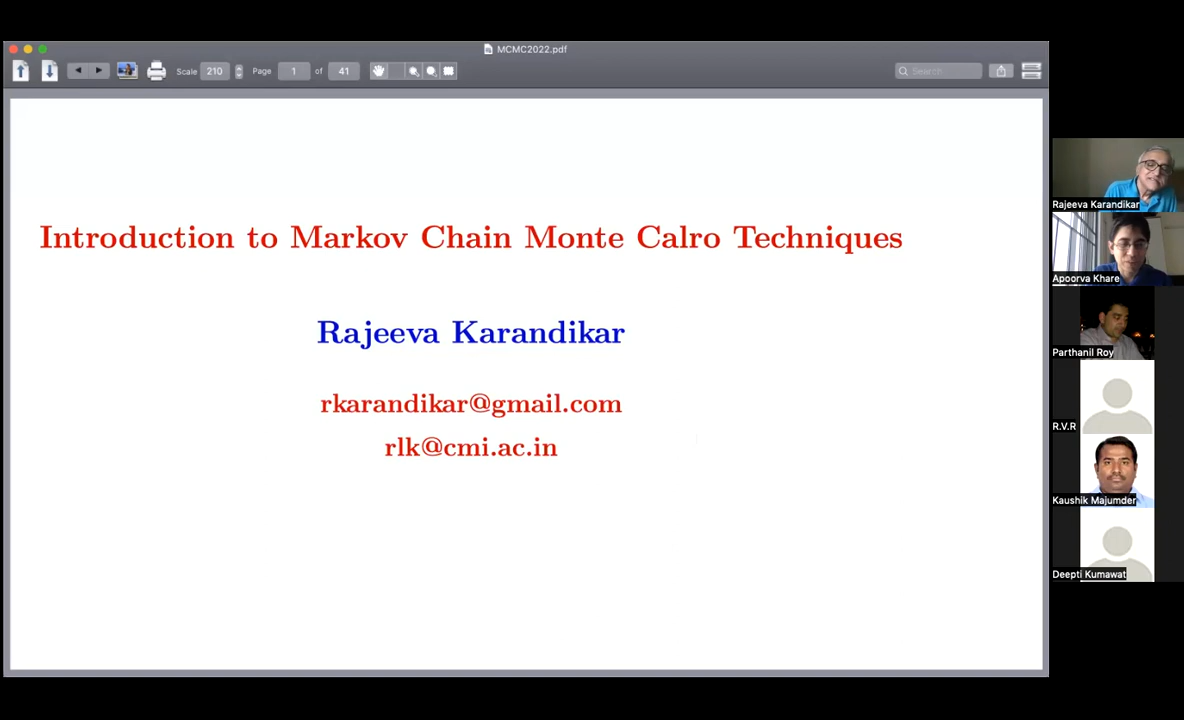 MCMC2022.pdf
Scale 210 Page 1 of 41
Search
Introduction to Markov Chain Monte Calro Techniques
Rajeeva Karandikar
rkarandikar@gmail.com
rlk@cmi.ac.in
Rajeeva Karandikar
Apoorva Khare
Parthanil Roy
R.V.R
Kaushik Majumder
Deepti Kumawat